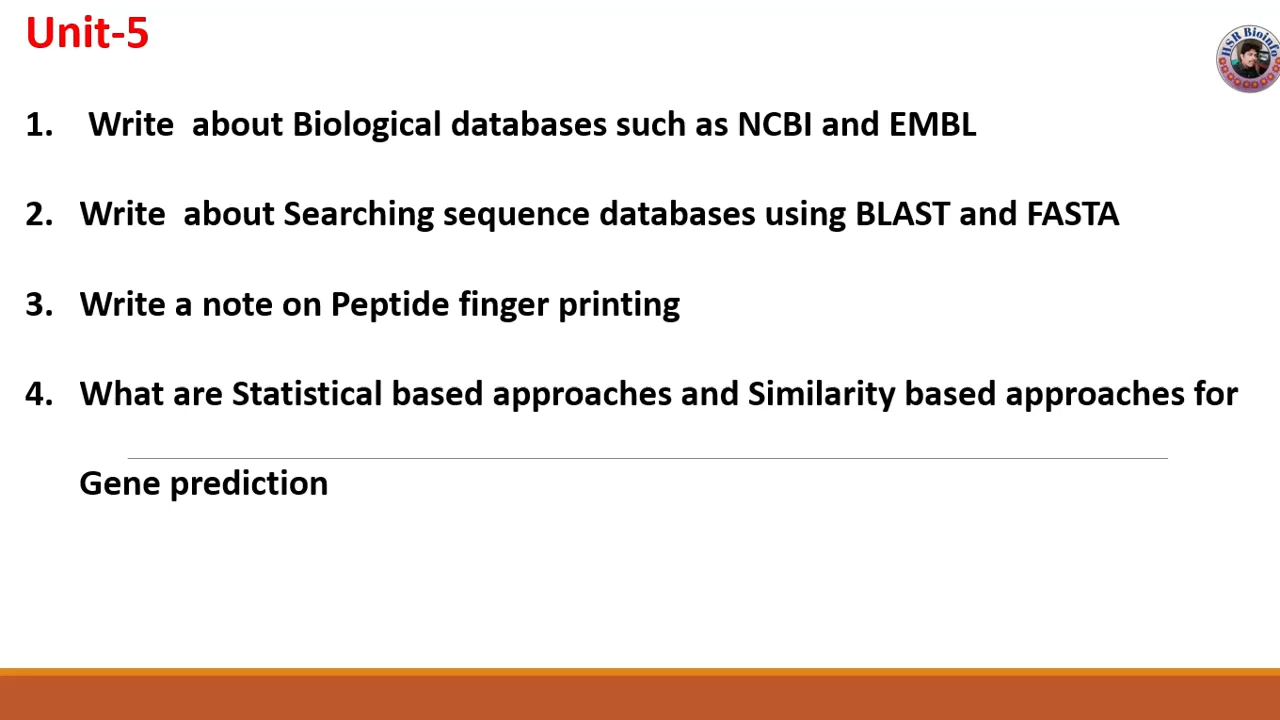 Unit-5
HSR Bioinfo
1. Write about Biological databases such as NCBI and EMBL
2. Write about Searching sequence databases using BLAST and FASTA
3. Write a note on Peptide finger printing
4. What are Statistical based approaches and Similarity based approaches for
Gene prediction